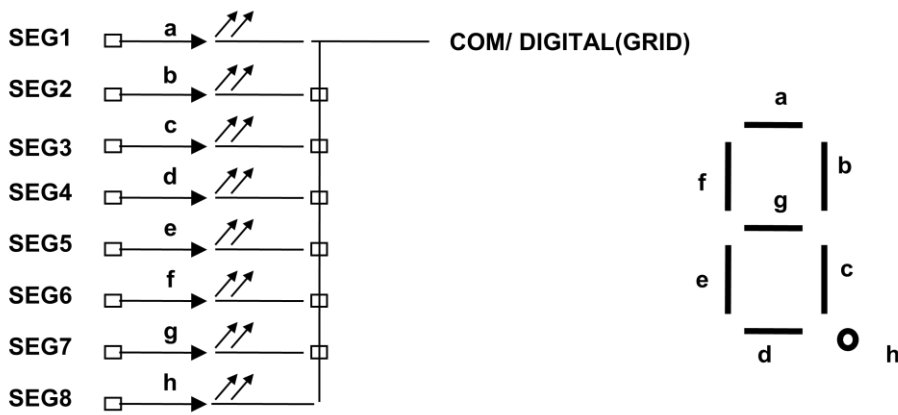 SEG1 a COM/ DIGITAL(GRID)
SEG2 b
SEG3 c
SEG4 d
SEG5 e
SEG6 f
SEG7 g
SEG8 h
a
f b
g
e c
d h